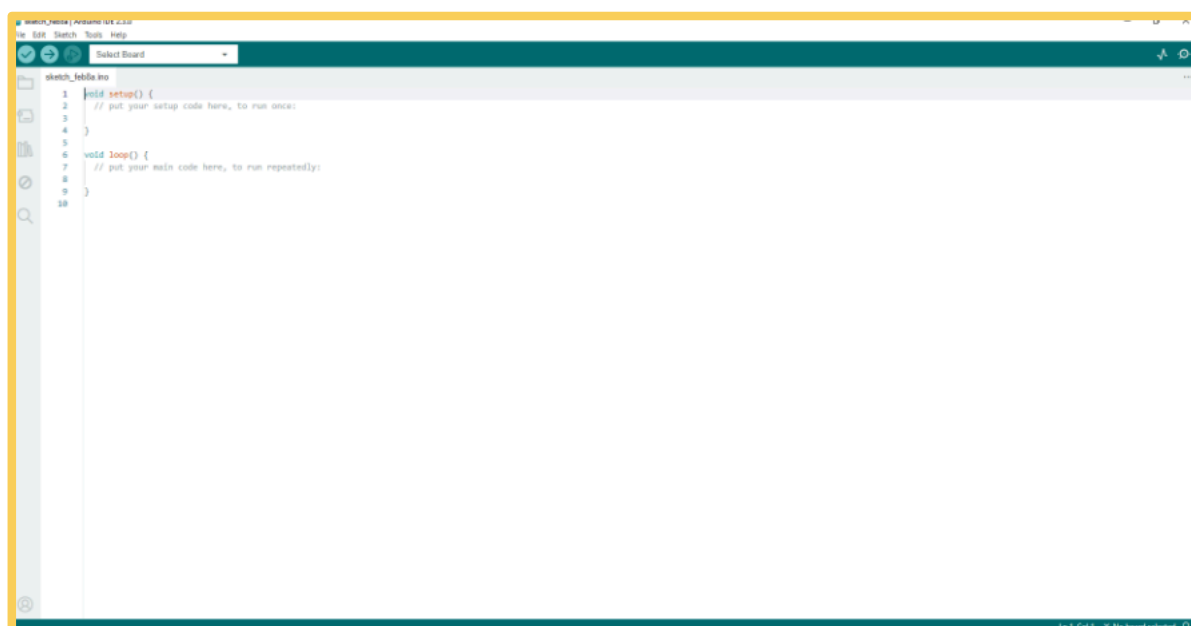 sketch_feb8a | Arduino IDE 2.3.0
File Edit Sketch Tools Help
Select Board
sketch_feb8a.ino
1 void setup() {
2 // put your setup code here, to run once:
3
4 }
5
6 void loop() {
7 // put your main code here, to run repeatedly:
8
9 }
10